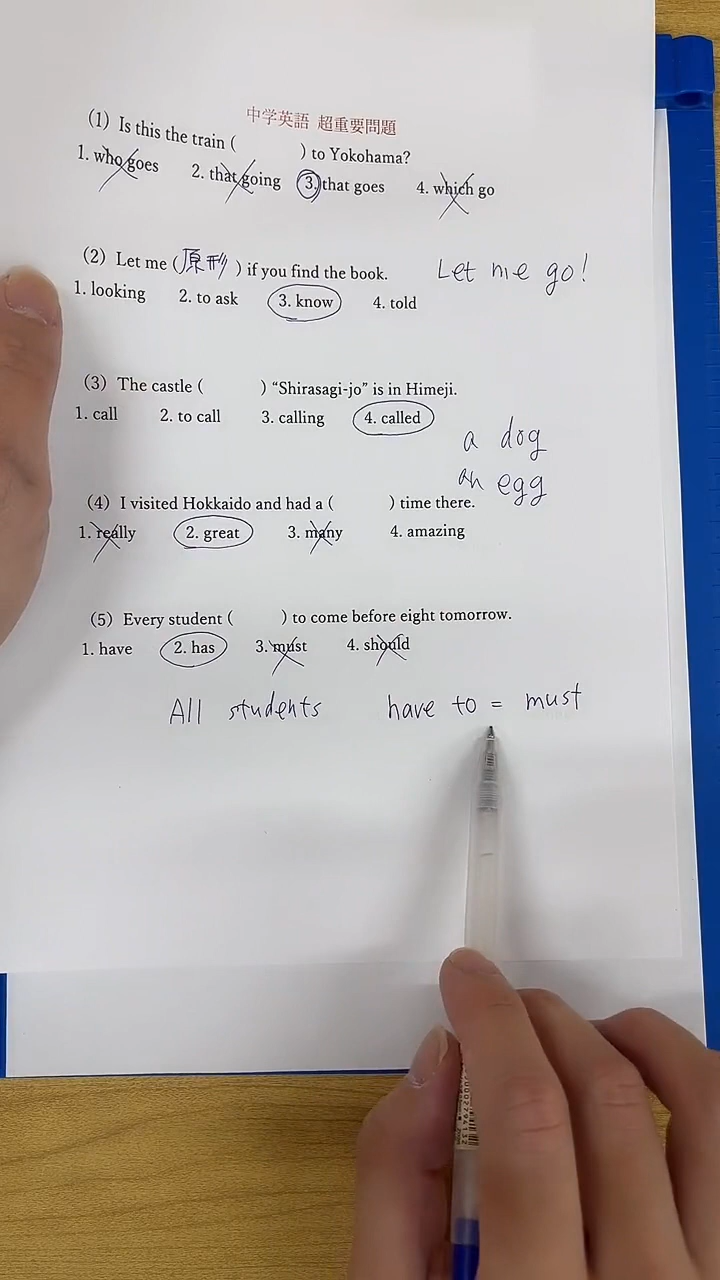 中学英語 超重要問題
(1) Is this the train ( ) to Yokohama?
1. who goes 2. that going 3. that goes 4. which go
(2) Let me (原形) if you find the book. Let me go!
1. looking 2. to ask 3. know 4. told
(3) The castle ( ) “Shirasagi-jo” is in Himeji.
1. call 2. to call 3. calling 4. called
a dog
an egg
(4) I visited Hokkaido and had a ( ) time there.
1. really 2. great 3. many 4. amazing
(5) Every student ( ) to come before eight tomorrow.
1. have 2. has 3. must 4. should
All students have to = must